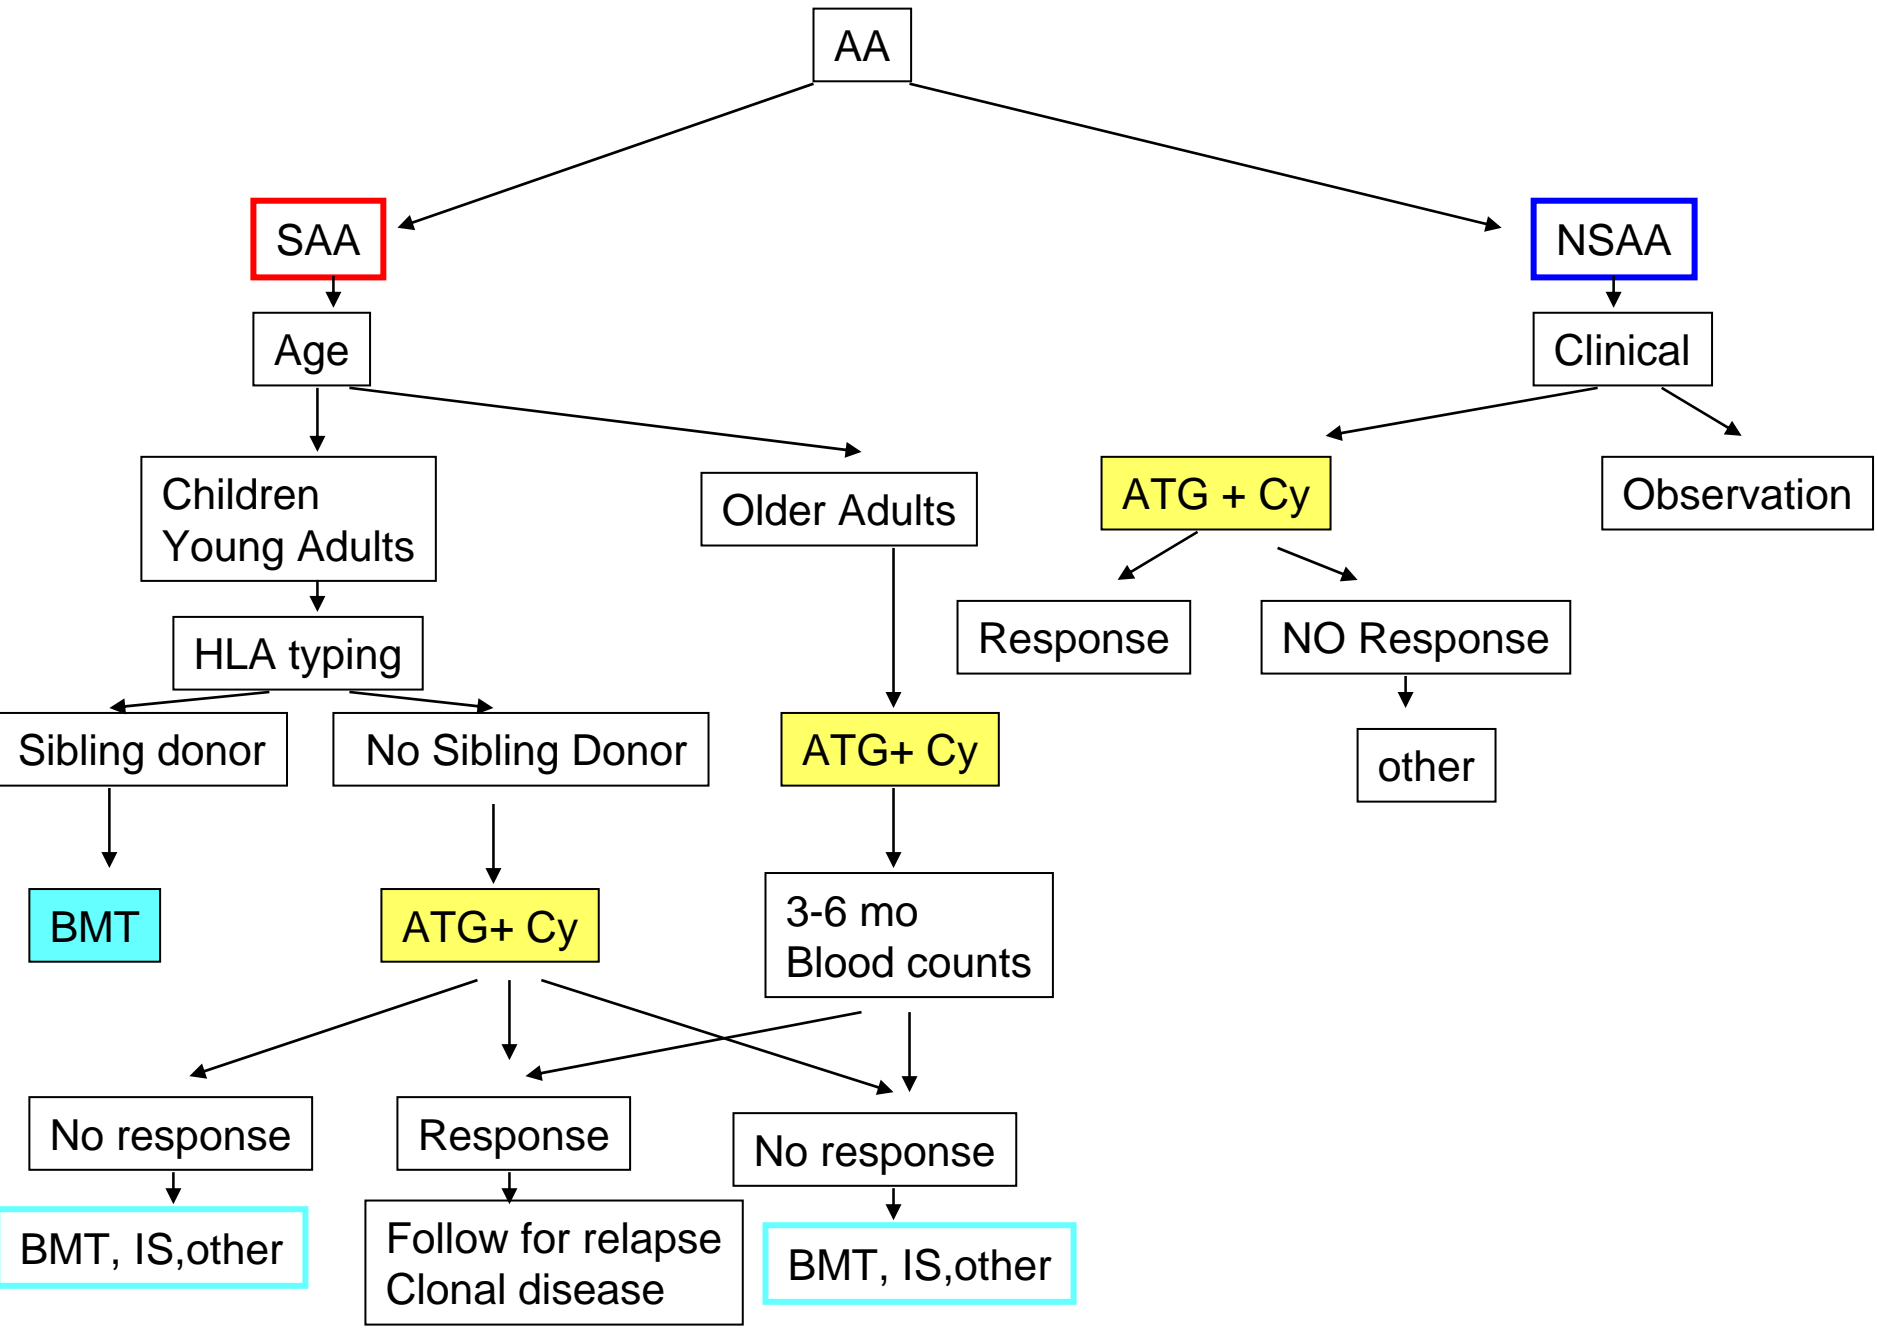 AA
SAA
NSAA
Age
Clinical
Children
Young Adults
Older Adults
ATG + Cy
Observation
HLA typing
Response
NO Response
Sibling donor
No Sibling Donor
ATG+ Cy
other
BMT
ATG+ Cy
3-6 mo
Blood counts
No response
Response
No response
BMT, IS,other
Follow for relapse
Clonal disease
BMT, IS,other